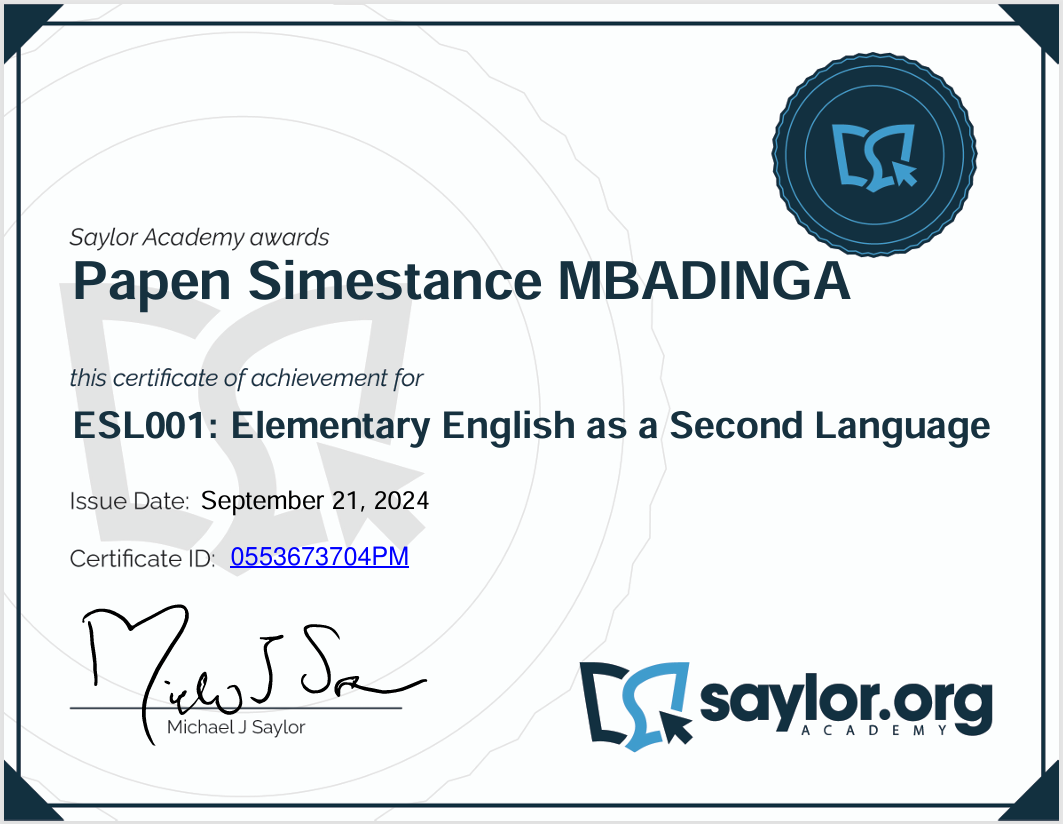 Saylor Academy awards
Papen Simestance MBADINGA
this certificate of achievement for
ESL001: Elementary English as a Second Language
Issue Date: September 21, 2024
Certificate ID: 0553673704PM
Michael J Saylor
saylor.org
ACADEMY